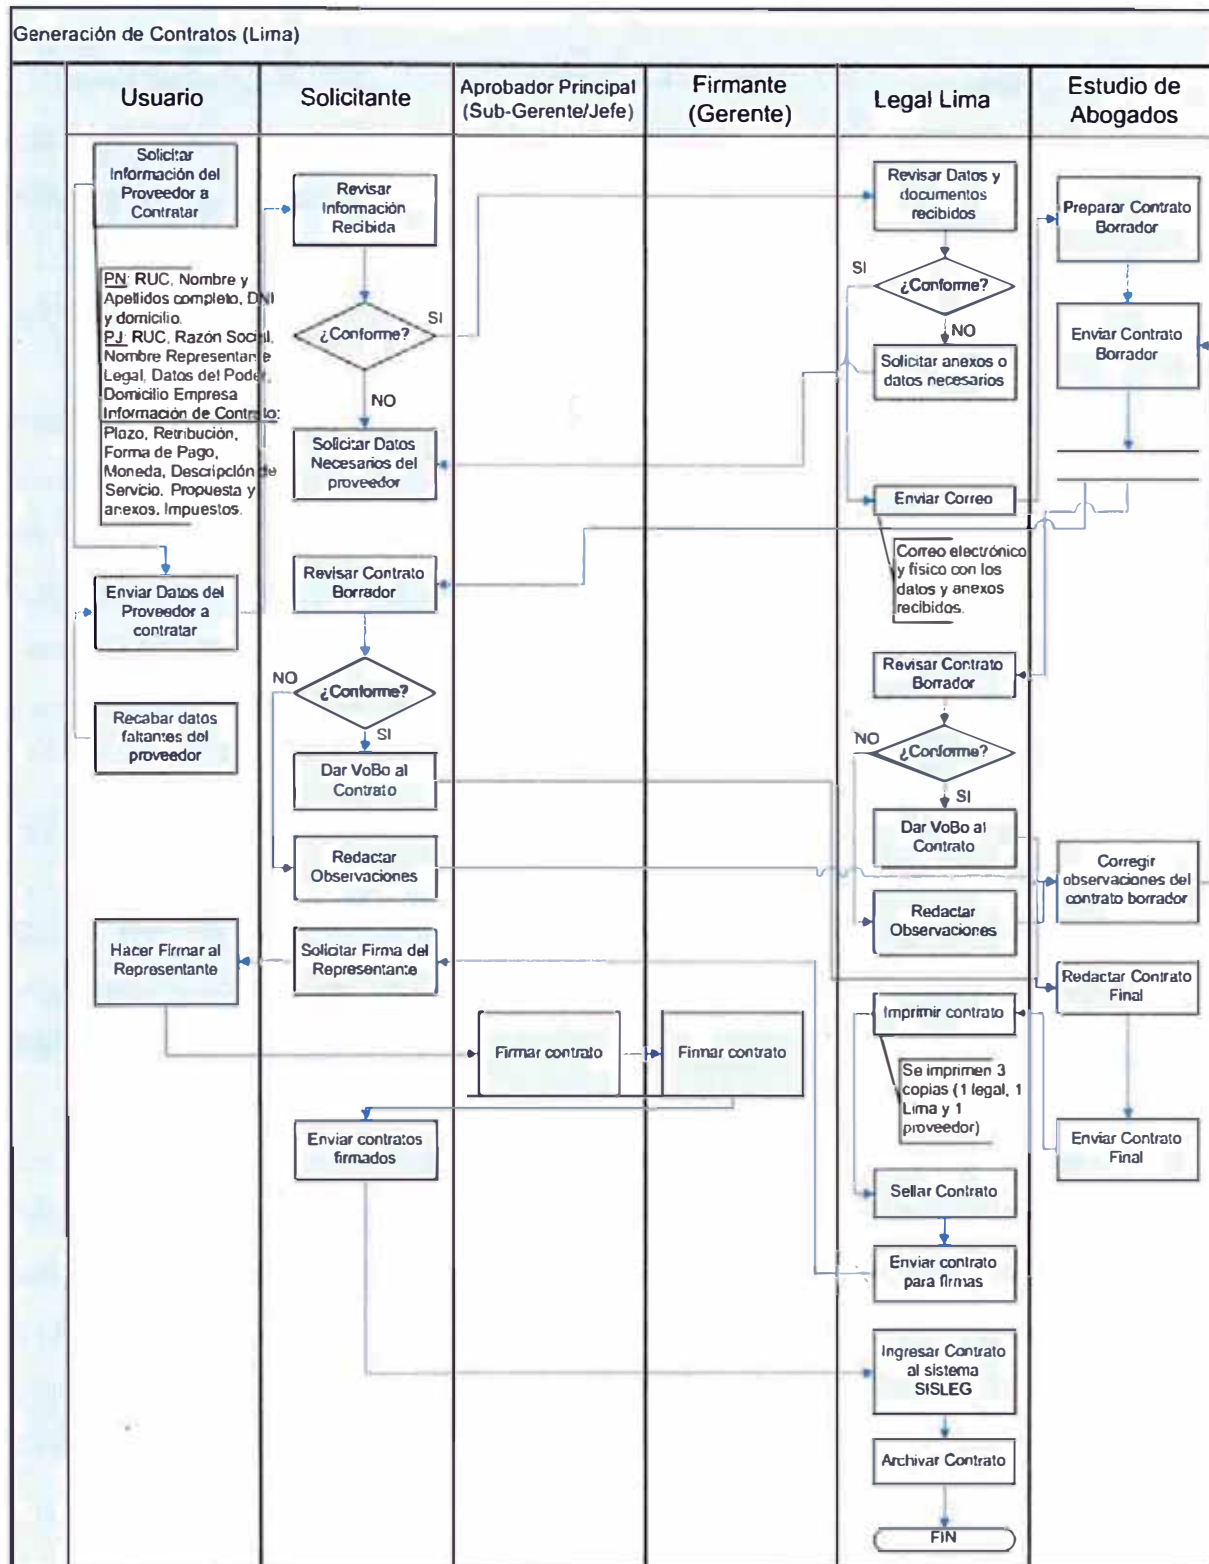 Generación de Contratos (Lima)
Usuario
Solicitante
Aprobador Principal
(Sub-Gerente/Jefe)
Firmante
(Gerente)
Legal Lima
Estudio de
Abogados
Solicitar
Información del
Proveedor a
Contratar
PN: RUC, Nombre y
Apellidos completo, DNI
y domicilio.
PJ: RUC, Razón Social,
Nombre Representante
Legal, Datos del Poder,
Domicilio Empresa
Información de Contrato:
Plazo, Retribución,
Forma de Pago,
Moneda, Descripción de
Servicio, Propuesta y
anexos, Impuestos.
Enviar Datos del
Proveedor a
contratar
Recabar datos
faltantes del
proveedor
Hacer Firmar al
Representante
Revisar
Información
Recibida
¿Conforme?
SI
NO
Solicitar Datos
Necesarios del
proveedor
Revisar Contrato
Borrador
NO
¿Conforme?
SI
Dar VoBo al
Contrato
Redactar
Observaciones
Solicitar Firma del
Representante
Enviar contratos
firmados
Firmar contrato
Firmar contrato
Revisar Datos y
documentos
recibidos
SI
¿Conforme?
NO
Solicitar anexos o
datos necesarios
Enviar Correo
Correo electrónico
y físico con los
datos y anexos
recibidos.
Revisar Contrato
Borrador
NO
¿Conforme?
SI
Dar VoBo al
Contrato
Redactar
Observaciones
Imprimir contrato
Se imprimen 3
copias (1 legal, 1
Lima y 1
proveedor)
Sellar Contrato
Enviar contrato
para firmas
Ingresar Contrato
al sistema
SISLEG
Archivar Contrato
FIN
Preparar Contrato
Borrador
Enviar Contrato
Borrador
Corregir
observaciones del
contrato borrador
Redactar Contrato
Final
Enviar Contrato
Final